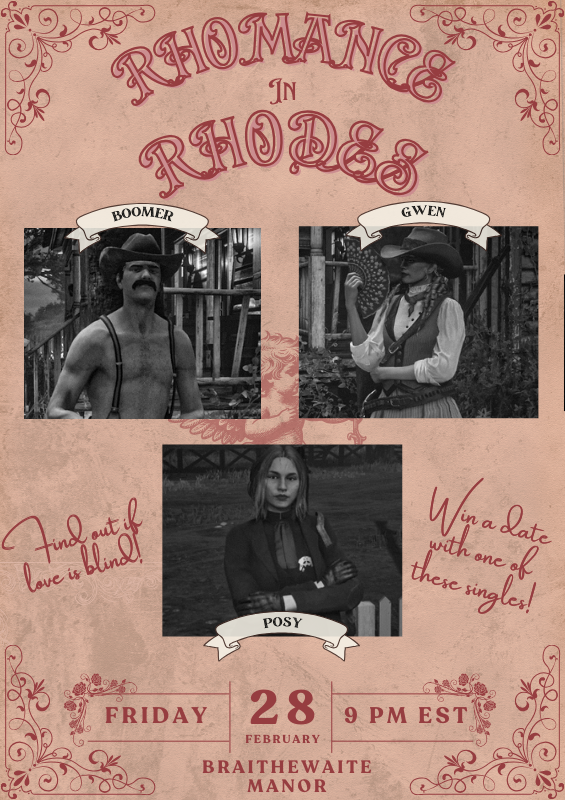 RHOMANCE
IN
RHODES
BOOMER
GWEN
Find out if
love is blind!
Win a date
with one of
these singles!
POSY
FRIDAY
28
FEBRUARY
9 PM EST
BRAITHEWAITE
MANOR